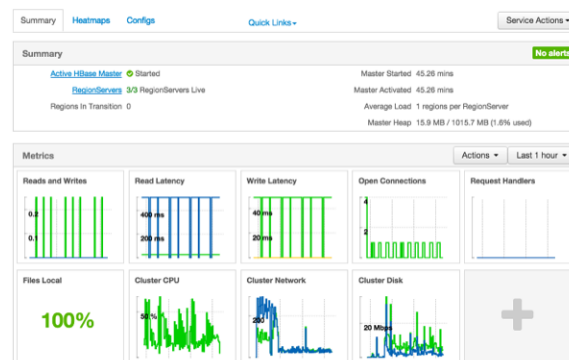 Summary Heatmaps Configs Quick Links Service Actions
Summary No alerts
Active HBase Master Started Master Started 45.26 mins
RegionServers 3/3 RegionServers Live Master Activated 45.26 mins
Regions In Transition 0 Average Load 1 regions per RegionServer
Master Heap 15.9 MB / 1015.7 MB (1.6% used)
Metrics Actions Last 1 hour
Reads and Writes Read Latency Write Latency Open Connections Request Handlers
0.2 400 ms 40 ms 4
0.1 200 ms 20 ms 2
Files Local Cluster CPU Cluster Network Cluster Disk
100% 50 % 20 Mbps